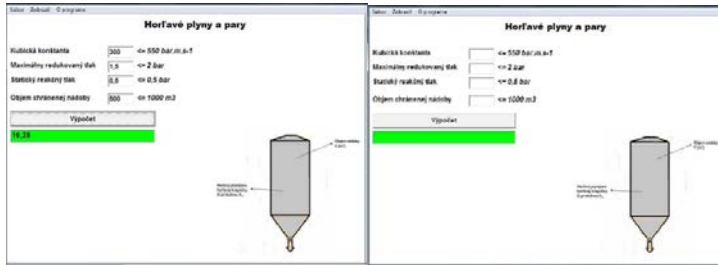 Súbor Zobraziť O programe
Horľavé plyny a pary
Kubická konštanta 300 <= 550 bar.m.s-1
Maximálny redukovaný tlak 1,5 <= 2 bar
Statický reakčný tlak 0,5 <= 0,5 bar
Objem chránenej nádoby 500 <= 1000 m3
Výpočet
16,28
Súbor Zobraziť O programe
Horľavé plyny a pary
Kubická konštanta <= 550 bar.m.s-1
Maximálny redukovaný tlak <= 2 bar
Statický reakčný tlak <= 0,5 bar
Objem chránenej nádoby <= 1000 m3
Výpočet